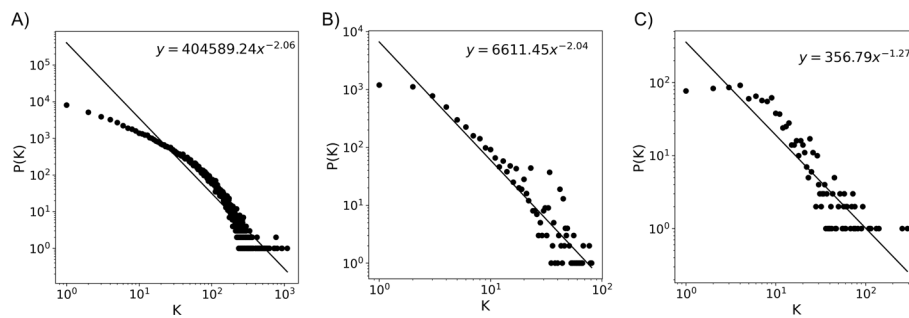 A)
y = 404589.24x^−2.06
P(K)
10^5
10^4
10^3
10^2
10^1
10^0
10^0 10^1 10^2 10^3
K
B)
y = 6611.45x^−2.04
P(K)
10^4
10^3
10^2
10^1
10^0
10^0 10^1 10^2
K
C)
y = 356.79x^−1.27
P(K)
10^2
10^1
10^0
10^0 10^1 10^2
K